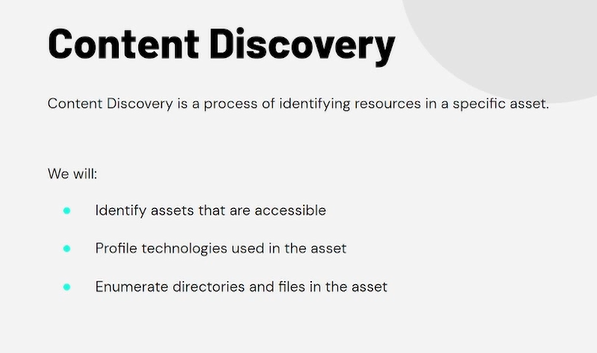 Content Discovery
Content Discovery is a process of identifying resources in a specific asset.
We will:
Identify assets that are accessible
Profile technologies used in the asset
Enumerate directories and files in the asset